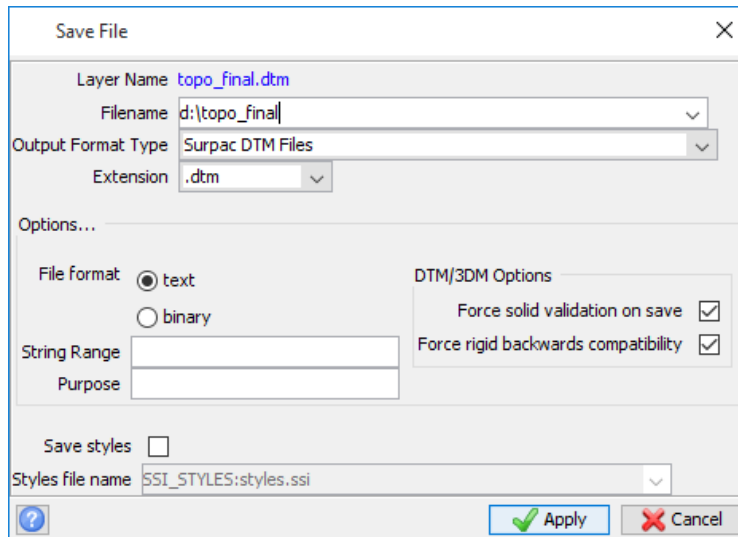 Save File
Layer Name topo_final.dtm
Filename d:\topo_final
Output Format Type Surpac DTM Files
Extension .dtm
Options...
File format text
binary
String Range
Purpose
DTM/3DM Options
Force solid validation on save
Force rigid backwards compatibility
Save styles
Styles file name SSI_STYLES:styles.ssi
? Apply Cancel